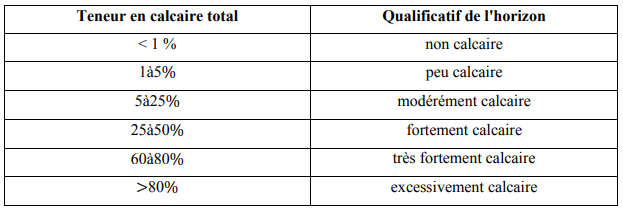 Teneur en calcaire total Qualificatif de l'horizon
< 1 % non calcaire
1à5% peu calcaire
5à25% modérément calcaire
25à50% fortement calcaire
60à80% très fortement calcaire
>80% excessivement calcaire